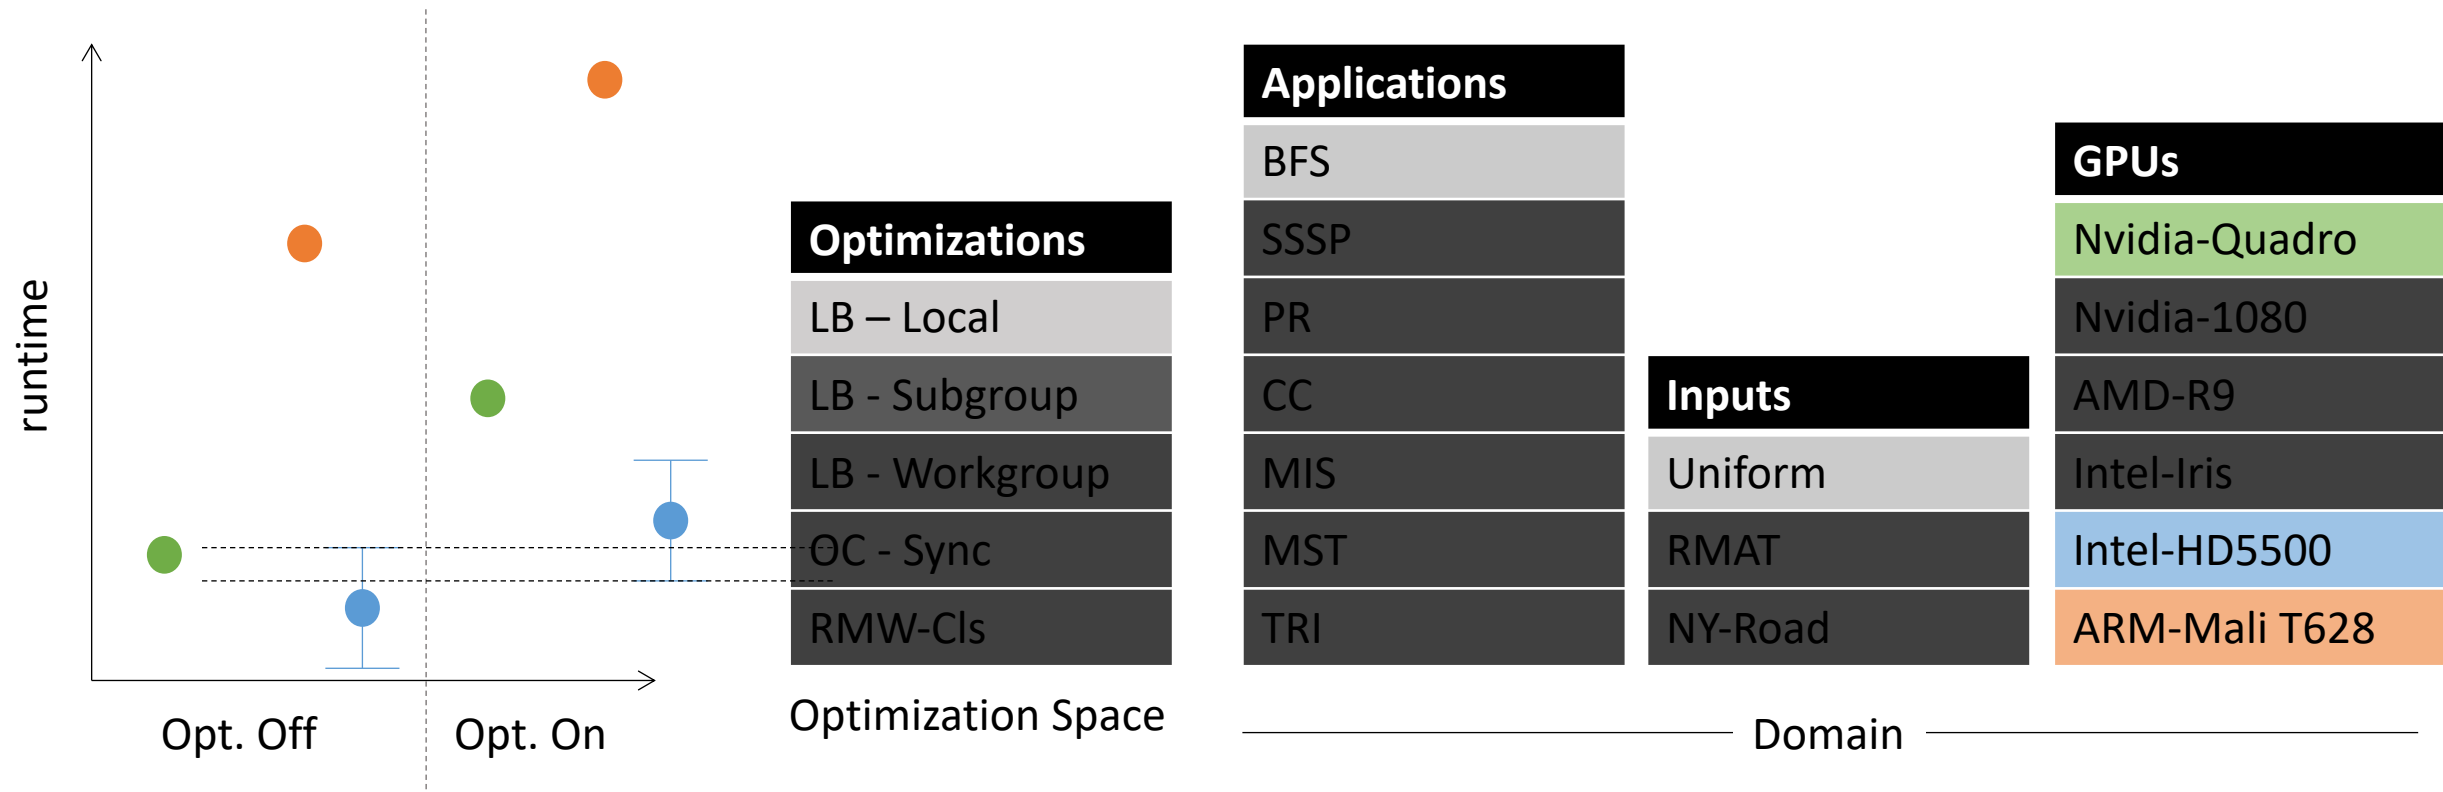 runtime
Opt. Off
Opt. On
Optimizations
LB – Local
LB - Subgroup
LB - Workgroup
OC - Sync
RMW-Cls
Optimization Space
Applications
BFS
SSSP
PR
CC
MIS
MST
TRI
Inputs
Uniform
RMAT
NY-Road
GPUs
Nvidia-Quadro
Nvidia-1080
AMD-R9
Intel-Iris
Intel-HD5500
ARM-Mali T628
Domain